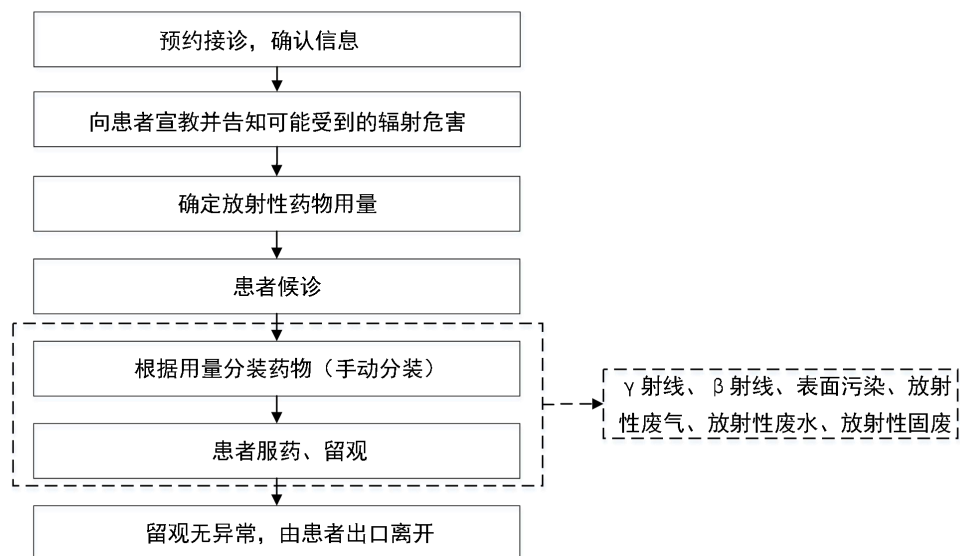 预约接诊，确认信息
向患者宣教并告知可能受到的辐射危害
确定放射性药物用量
患者候诊
根据用量分装药物（手动分装）
γ射线、β射线、表面污染、放射
性废气、放射性废水、放射性固废
患者服药、留观
留观无异常，由患者出口离开